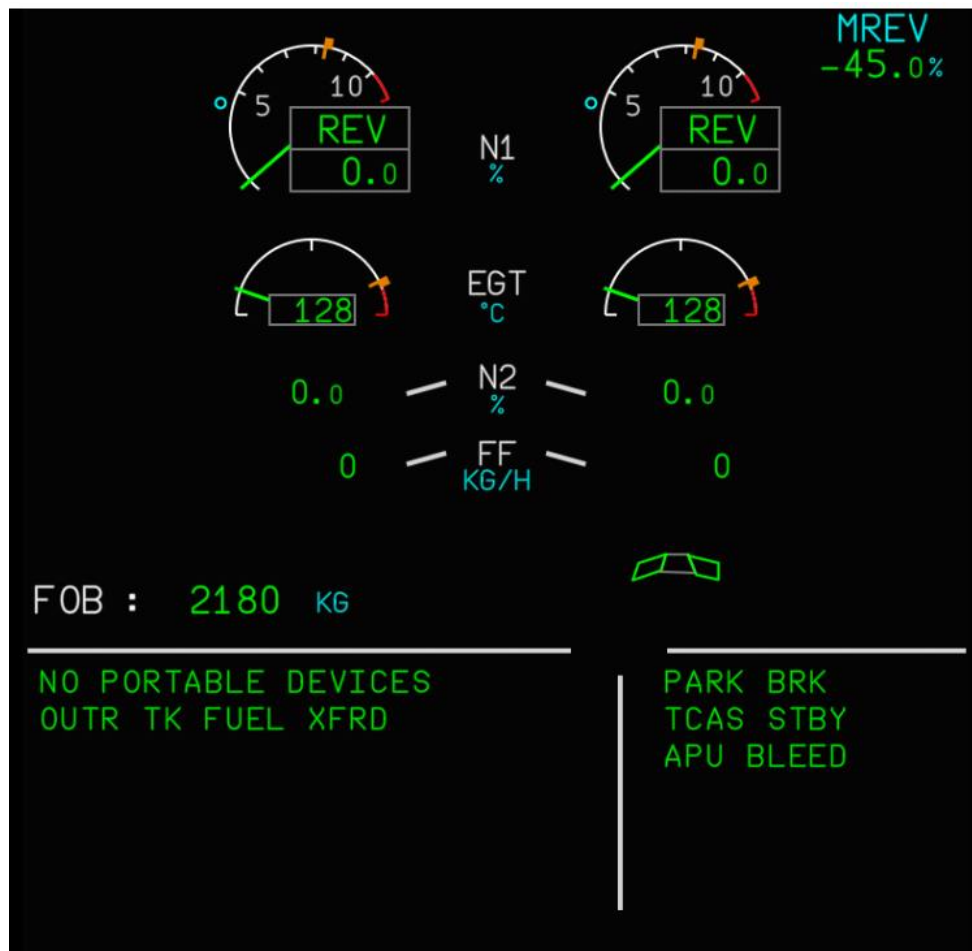 MREV
-45.0%
5 10 5 10
REV N1 REV
0.0 % 0.0
EGT
128 °C 128
0.0 N2 0.0
%
0 FF 0
KG/H
FOB : 2180 KG
NO PORTABLE DEVICES PARK BRK
OUTR TK FUEL XFRD TCAS STBY
APU BLEED